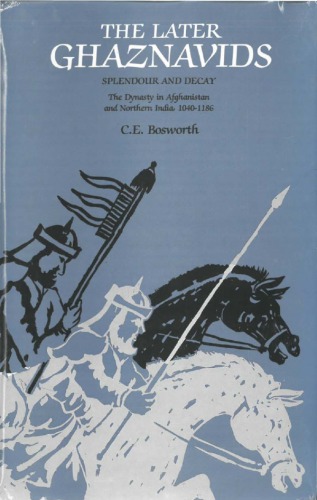 THE LATER
GHAZNAVIDS
SPLENDOUR AND DECAY
The Dynasty in Afghanistan
and Northern India, 1040-1186
C.E. Bosworth